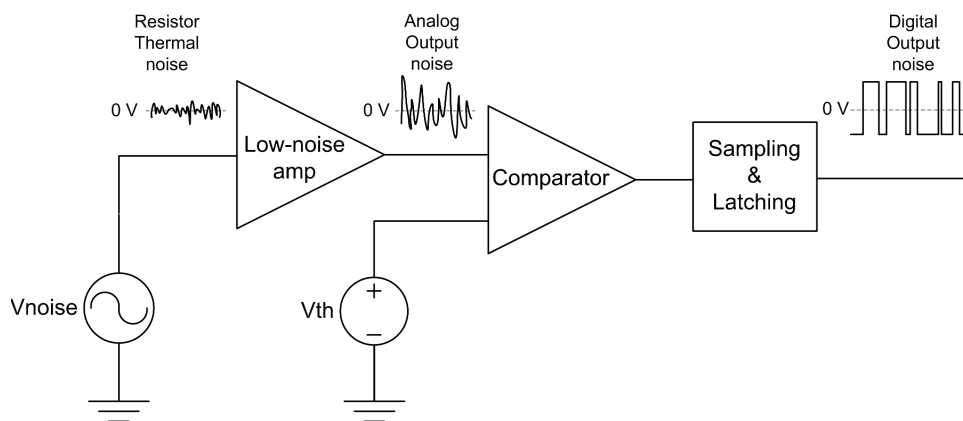 Resistor
Thermal
noise
Analog
Output
noise
Digital
Output
noise
0 V
0 V
0 V
Low-noise
amp
Comparator
Sampling
&
Latching
Vnoise
Vth
+
−